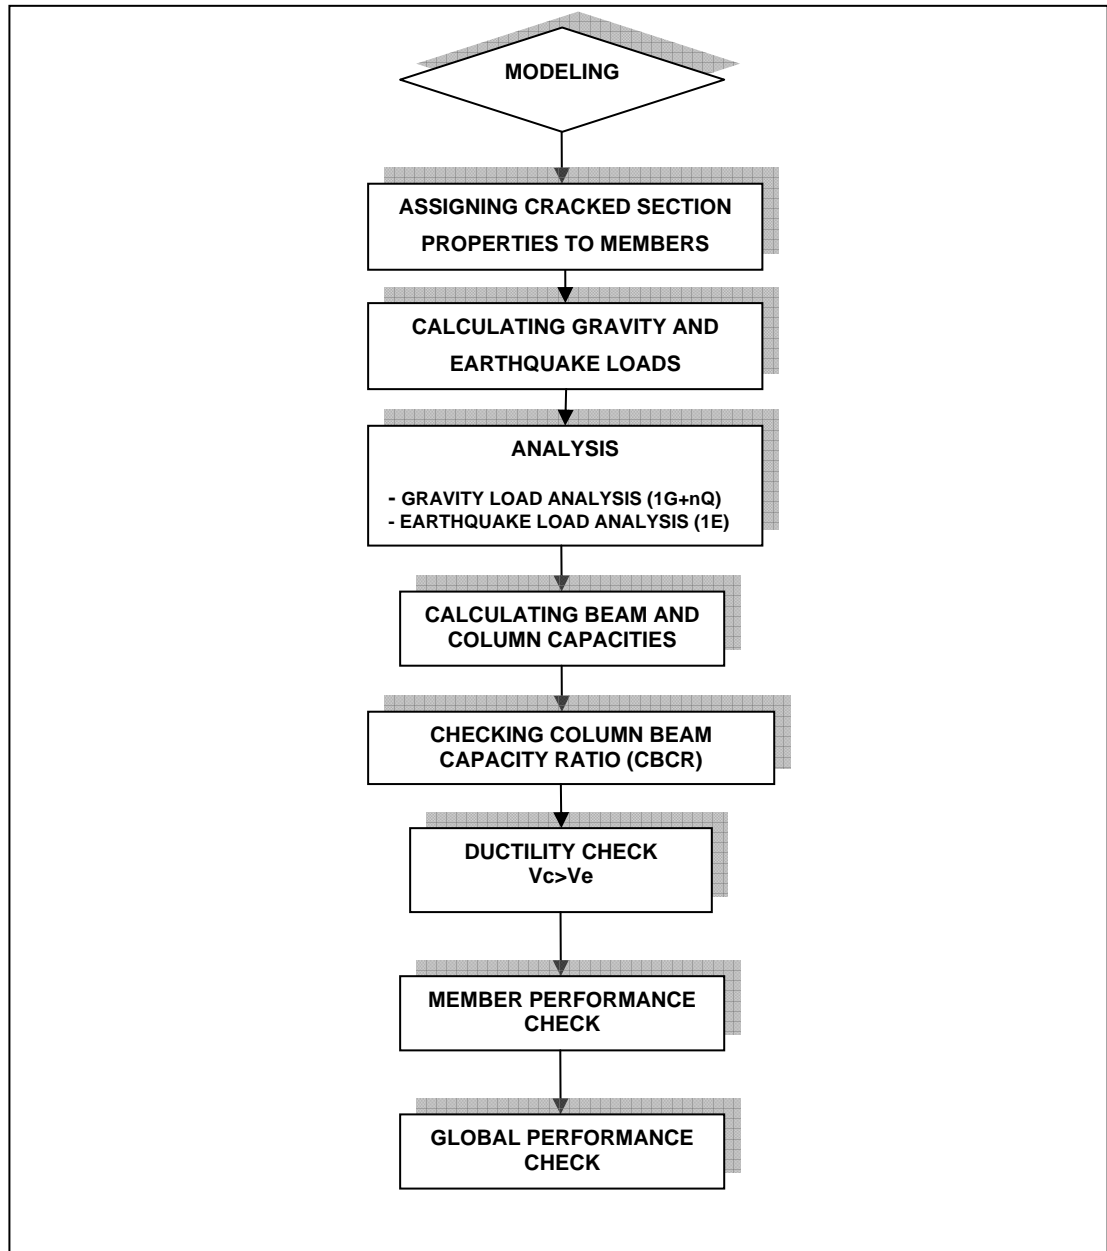 MODELING
ASSIGNING CRACKED SECTION
PROPERTIES TO MEMBERS
CALCULATING GRAVITY AND
EARTHQUAKE LOADS
ANALYSIS
- GRAVITY LOAD ANALYSIS (1G+nQ)
- EARTHQUAKE LOAD ANALYSIS (1E)
CALCULATING BEAM AND
COLUMN CAPACITIES
CHECKING COLUMN BEAM
CAPACITY RATIO (CBCR)
DUCTILITY CHECK
Vc>Ve
MEMBER PERFORMANCE
CHECK
GLOBAL PERFORMANCE
CHECK